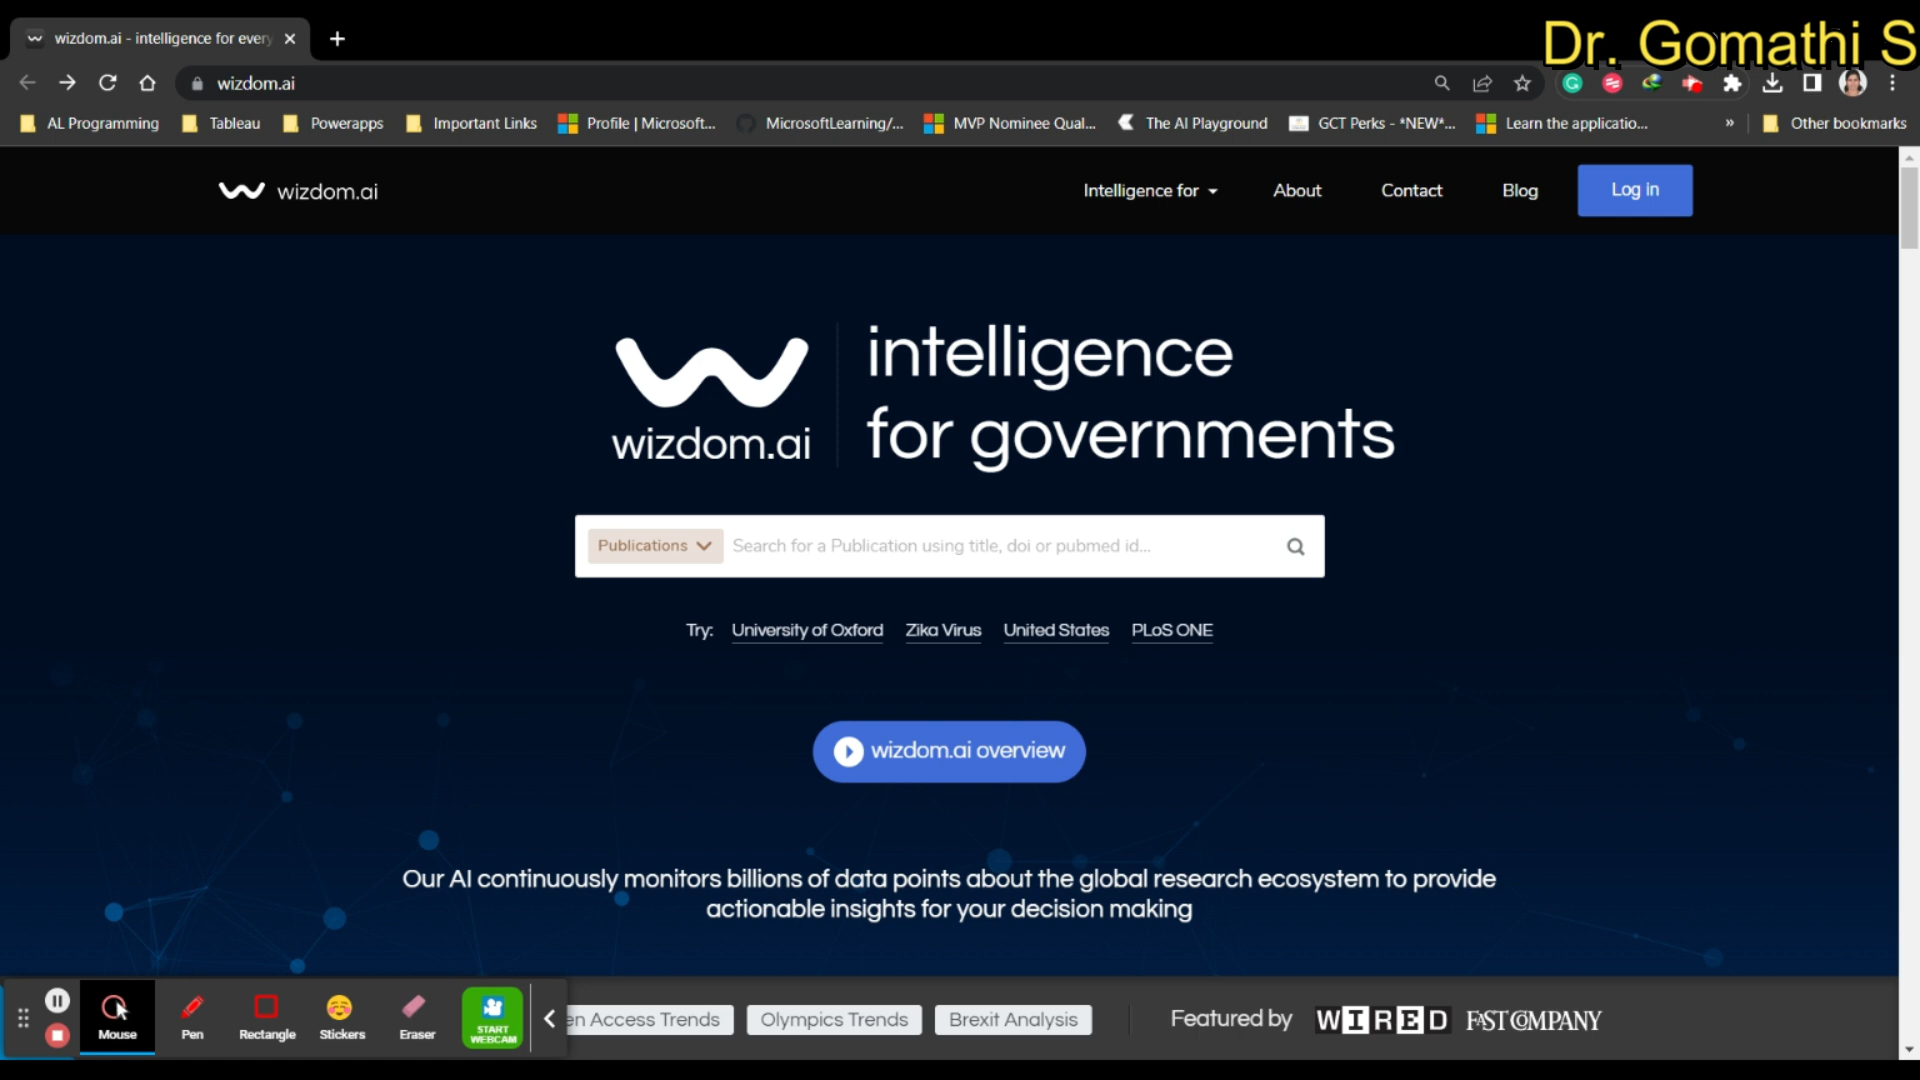 Dr. Gomathi S
wizdom.ai - intelligence for every
wizdom.ai
AL Programming Tableau Powerapps Important Links Profile | Microsoft... MicrosoftLearning/... MVP Nominee Qual... The AI Playground GCT Perks - *NEW*... Learn the applicatio... » Other bookmarks
wizdom.ai Intelligence for About Contact Blog Log in
intelligence
for governments
wizdom.ai
Publications Search for a Publication using title, doi or pubmed id...
Try: University of Oxford Zika Virus United States PLoS ONE
wizdom.ai overview
Our AI continuously monitors billions of data points about the global research ecosystem to provide
actionable insights for your decision making
Mouse Pen Rectangle Stickers Eraser START WEBCAM
en Access Trends Olympics Trends Brexit Analysis Featured by WIRED FAST COMPANY